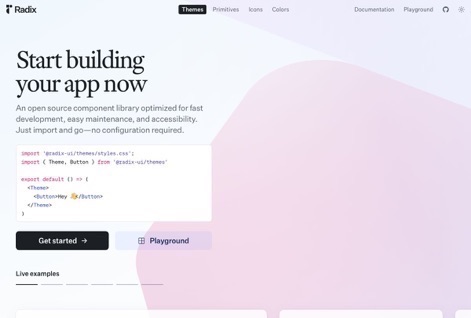 Radix
Themes Primitives Icons Colors
Documentation Playground
Start building
your app now
An open source component library optimized for fast
development, easy maintenance, and accessibility.
Just import and go—no configuration required.
import '@radix-ui/themes/styles.css';
import { Theme, Button } from '@radix-ui/themes'
export default () => (
<Theme>
<Button>Hey 👋</Button>
</Theme>
)
Get started →
Playground
Live examples